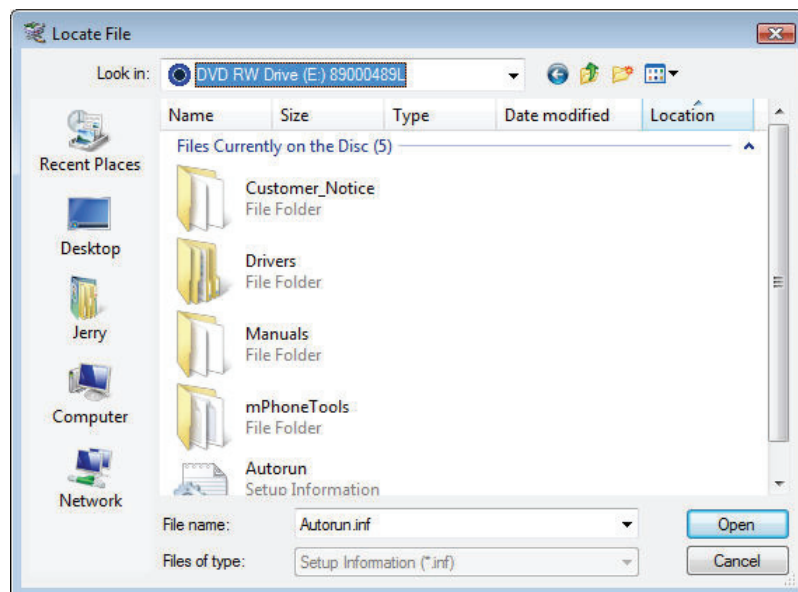 Locate File
Look in: DVD RW Drive (E:) 89000489L
Name Size Type Date modified Location
Files Currently on the Disc (5)
Recent Places
Desktop
Jerry
Computer
Network
Customer_Notice
File Folder
Drivers
File Folder
Manuals
File Folder
mPhoneTools
File Folder
Autorun
Setup Information
File name: Autorun.inf Open
Files of type: Setup Information (*.inf) Cancel